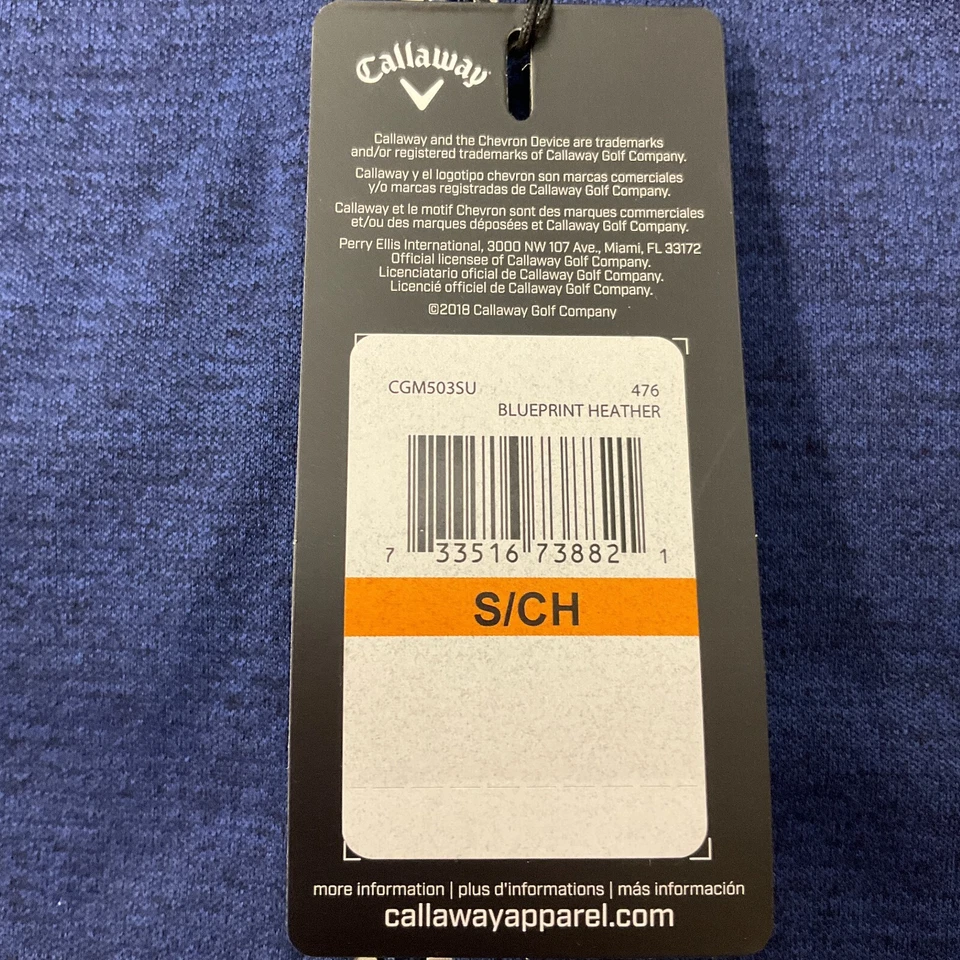 Callaway
Callaway and the Chevron Device are trademarks
and/or registered trademarks of Callaway Golf Company.
Callaway y el logotipo chevron son marcas comerciales
y/o marcas registradas de Callaway Golf Company.
Callaway et le motif Chevron sont des marques commerciales
et/ou des marques déposées et Callaway Golf Company.
Perry Ellis International, 3000 NW 107 Ave., Miami, FL 33172
Official licensee of Callaway Golf Company.
Licenciatario oficial de Callaway Golf Company.
Licencié officiel de Callaway Golf Company.
©2018 Callaway Golf Company
CGM503SU 476
BLUEPRINT HEATHER
7 33516 73882 1
S/CH
more information | plus d'informations | más información
callawayapparel.com